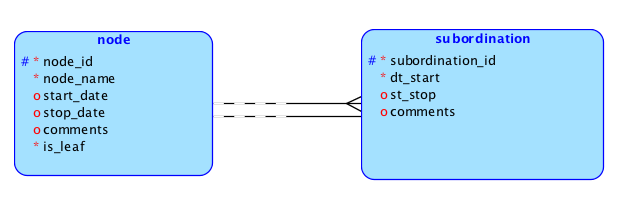 node
# * node_id
* node_name
o start_date
o stop_date
o comments
* is_leaf
subordination
# * subordination_id
* dt_start
o st_stop
o comments